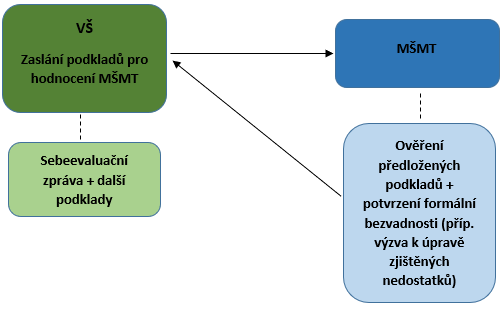 VŠ
Zaslání podkladů pro
hodnocení MŠMT
MŠMT
Sebeevaluační
zpráva + další
podklady
Ověření
předložených
podkladů +
potvrzení formální
bezvadnosti (příp.
výzva k úpravě
zjištěných
nedostatků)